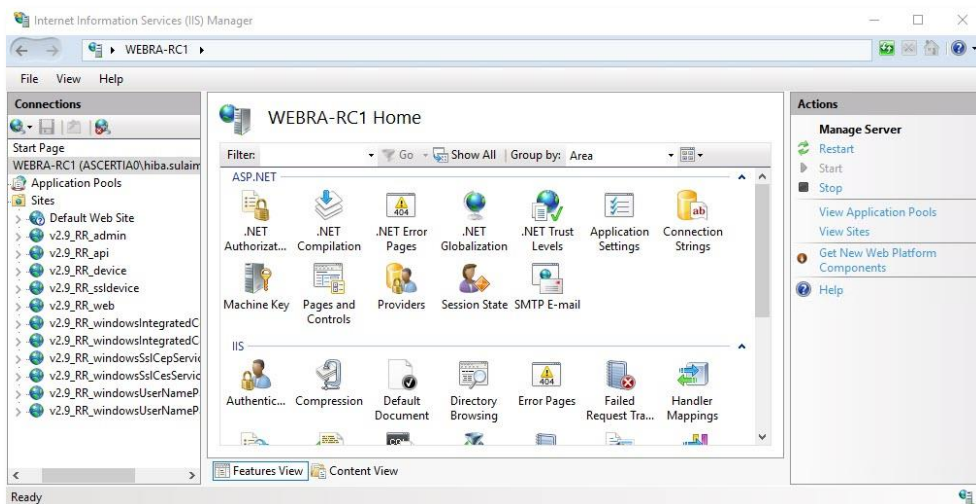 Internet Information Services (IIS) Manager
WEBRA-RC1
File View Help
Connections
Start Page
WEBRA-RC1 (ASCERTIA0\hiba.sulaim
Application Pools
Sites
Default Web Site
v2.9_RR_admin
v2.9_RR_api
v2.9_RR_device
v2.9_RR_ssldevice
v2.9_RR_web
v2.9_RR_windowsIntegratedC
v2.9_RR_windowsIntegratedC
v2.9_RR_windowsSslCepServic
v2.9_RR_windowsSslCesServic
v2.9_RR_windowsUserNameP
v2.9_RR_windowsUserNameP
WEBRA-RC1 Home
Filter: Go Show All Group by: Area
ASP.NET
.NET Authorizat...
.NET Compilation
.NET Error Pages
.NET Globalization
.NET Trust Levels
Application Settings
Connection Strings
Machine Key
Pages and Controls
Providers
Session State
SMTP E-mail
IIS
Authentic...
Compression
Default Document
Directory Browsing
Error Pages
Failed Request Tra...
Handler Mappings
Features View Content View
Actions
Manage Server
Restart
Start
Stop
View Application Pools
View Sites
Get New Web Platform
Components
Help
Ready